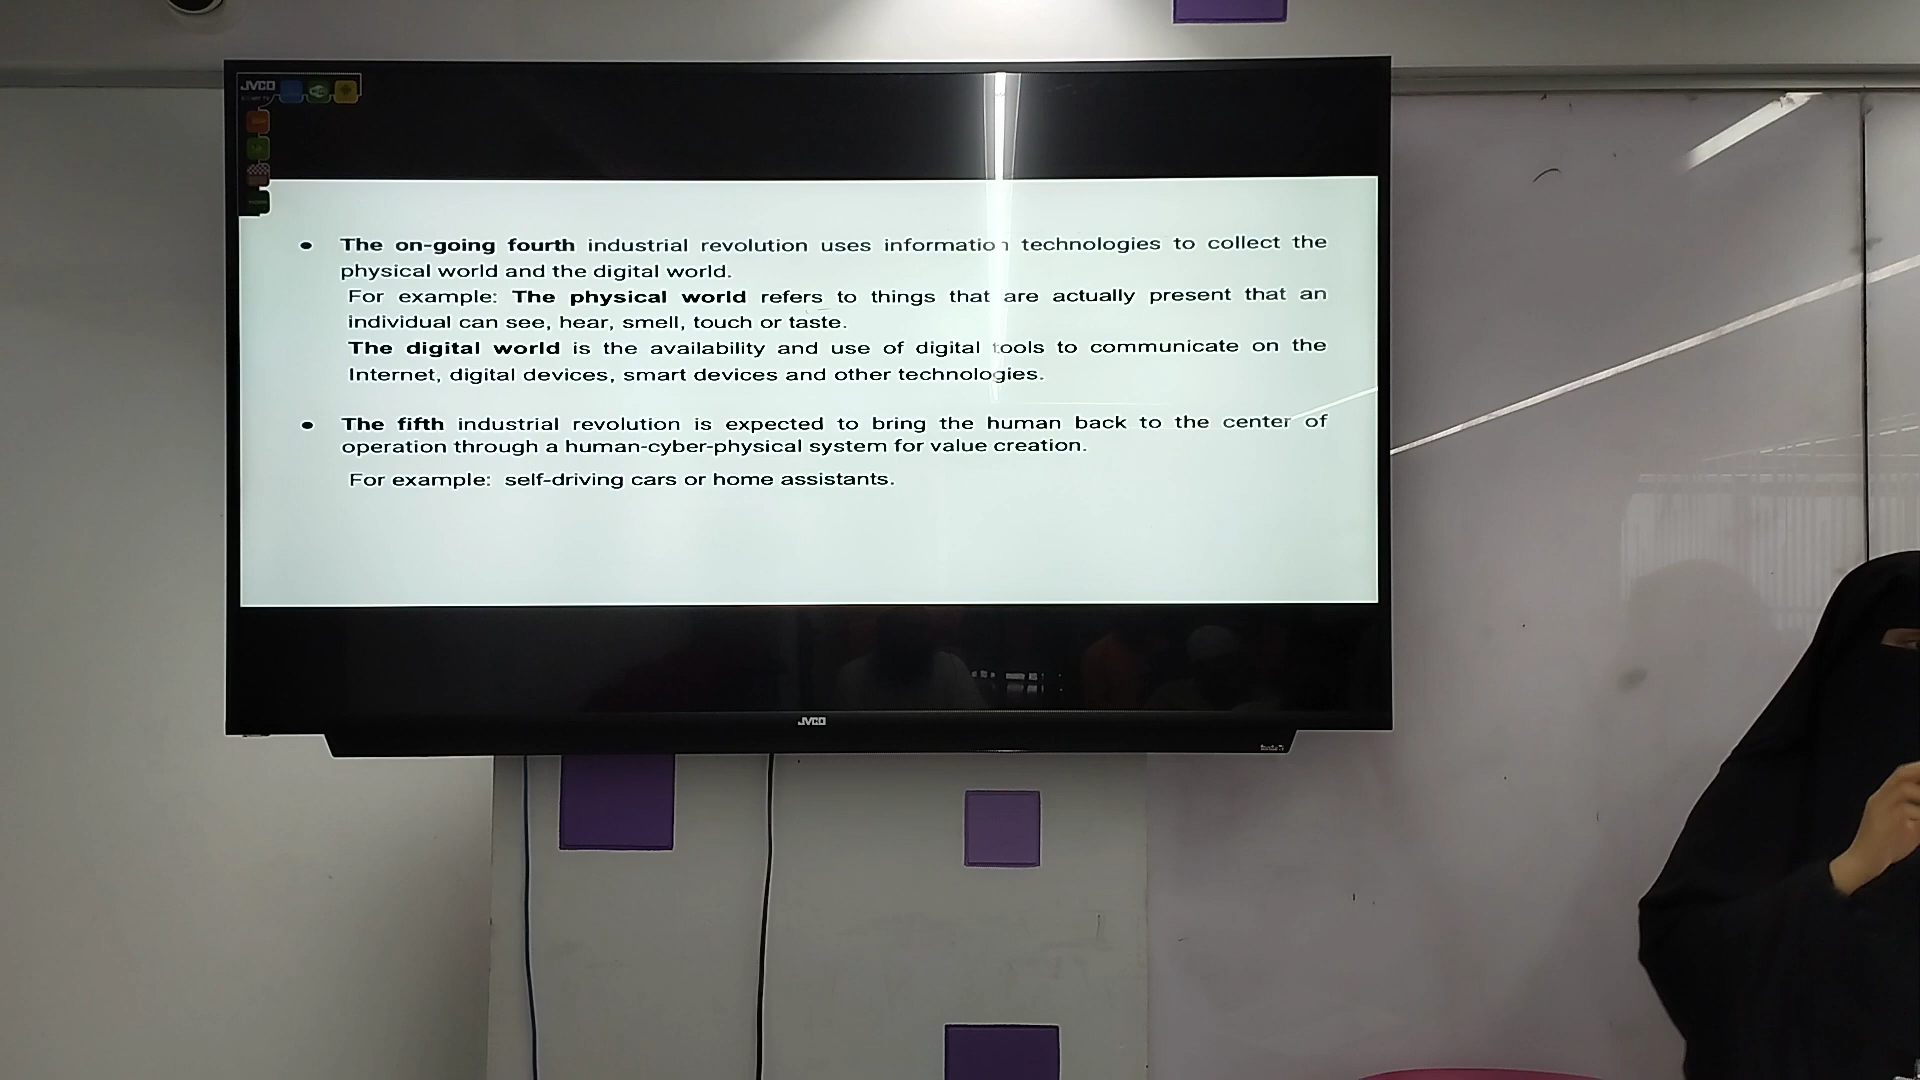 JVCO
● The on-going fourth industrial revolution uses information technologies to collect the
physical world and the digital world.
For example: The physical world refers to things that are actually present that an
individual can see, hear, smell, touch or taste.
The digital world is the availability and use of digital tools to communicate on the
Internet, digital devices, smart devices and other technologies.
● The fifth industrial revolution is expected to bring the human back to the center of
operation through a human-cyber-physical system for value creation.
For example: self-driving cars or home assistants.
JVCO